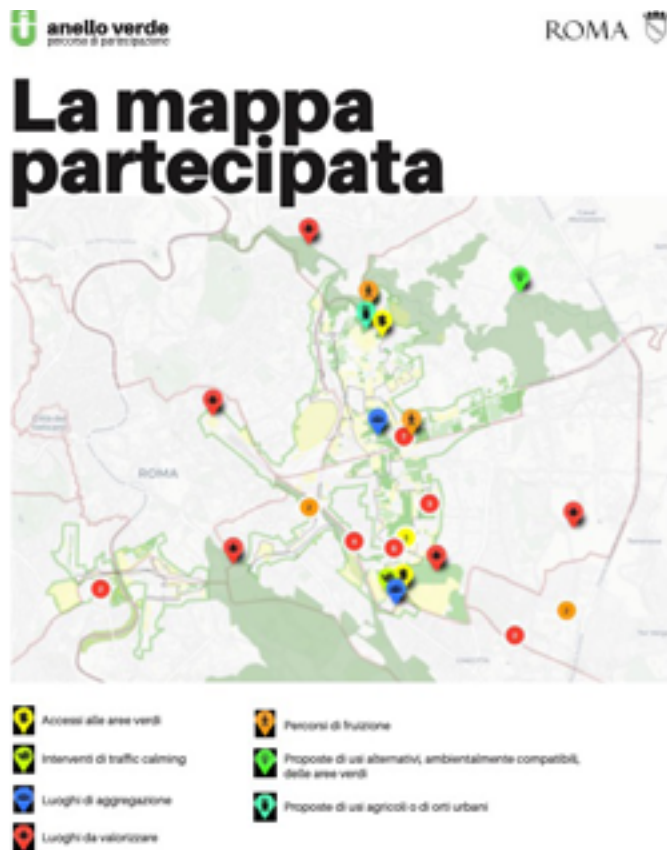 anello verde
percorso di partecipazione
ROMA
La mappa
partecipata
ROMA
Accessi alle aree verdi
Interventi di traffic calming
Luoghi di aggregazione
Luoghi da valorizzare
Percorsi di fruizione
Proposte di usi alternativi, ambientalmente compatibili,
delle aree verdi
Proposte di usi agricoli o di orti urbani